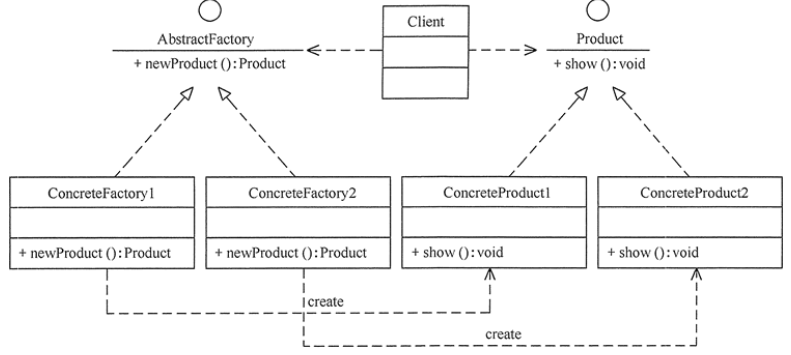 Client
AbstractFactory
+ newProduct (): Product
Product
+ show (): void
ConcreteFactory1
+ newProduct (): Product
ConcreteFactory2
+ newProduct (): Product
ConcreteProduct1
+ show (): void
ConcreteProduct2
+ show (): void
create
create